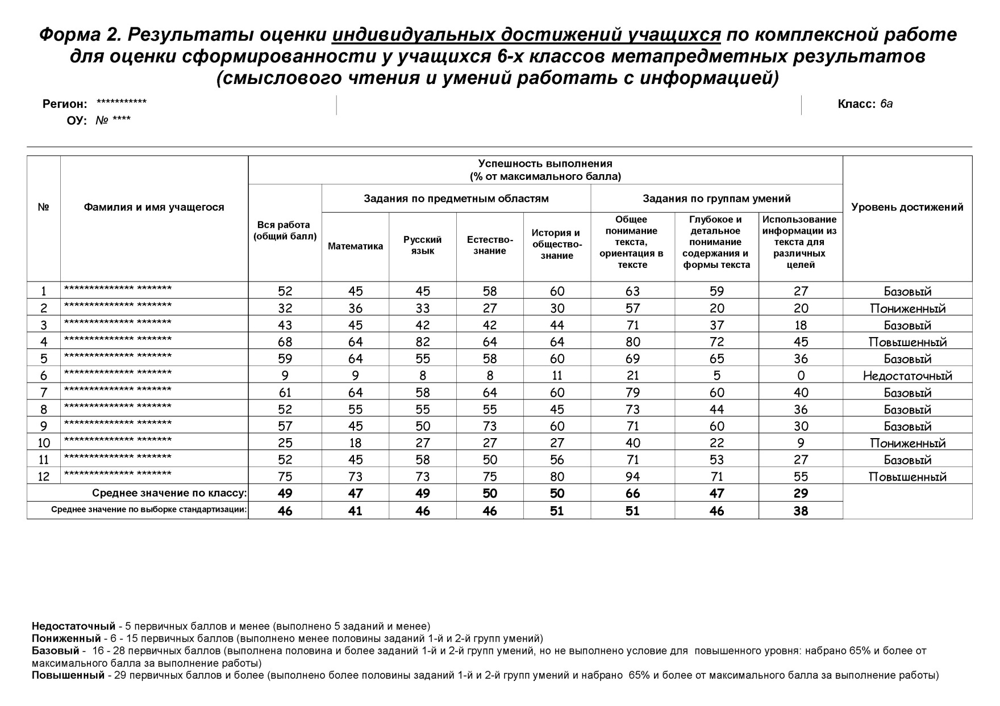 Форма 2. Результаты оценки индивидуальных достижений учащихся по комплексной работе
для оценки сформированности у учащихся 6-х классов метапредметных результатов
(смыслового чтения и умений работать с информацией)
Регион: *********** Класс: 6а
ОУ: № ****
Успешность выполнения
(% от максимального балла)
№ Фамилия и имя учащегося Вся работа (общий балл) Задания по предметным областям Задания по группам умений Уровень достижений
Математика Русский язык Естество-знание История и общество-знание Общее понимание текста, ориентация в тексте Глубокое и детальное понимание содержания и формы текста Использование информации из текста для различных целей
1 ************** ******* 52 45 45 58 60 63 59 27 Базовый
2 ************** ******* 32 36 33 27 30 57 20 20 Пониженный
3 ************** ******* 43 45 42 42 44 71 37 18 Базовый
4 ************** ******* 68 64 82 64 64 80 72 45 Повышенный
5 ************** ******* 59 64 55 58 60 69 65 36 Базовый
6 ************** ******* 9 9 8 8 11 21 5 0 Недостаточный
7 ************** ******* 61 64 58 64 60 79 60 40 Базовый
8 ************** ******* 52 55 55 55 45 73 44 36 Базовый
9 ************** ******* 57 45 50 73 60 71 60 30 Базовый
10 ************** ******* 25 18 27 27 27 40 22 9 Пониженный
11 ************** ******* 52 45 58 50 56 71 53 27 Базовый
12 ************** ******* 75 73 73 75 80 94 71 55 Повышенный
Среднее значение по классу: 49 47 49 50 50 66 47 29
Среднее значение по выборке стандартизации: 46 41 46 46 51 51 46 38
Недостаточный - 5 первичных баллов и менее (выполнено 5 заданий и менее)
Пониженный - 6 - 15 первичных баллов (выполнено менее половины заданий 1-й и 2-й групп умений)
Базовый - 16 - 28 первичных баллов (выполнена половина и более заданий 1-й и 2-й групп умений, но не выполнено условие для повышенного уровня: набрано 65% и более от
максимального балла за выполнение работы)
Повышенный - 29 первичных баллов и более (выполнено более половины заданий 1-й и 2-й групп умений и набрано 65% и более от максимального балла за выполнение работы)